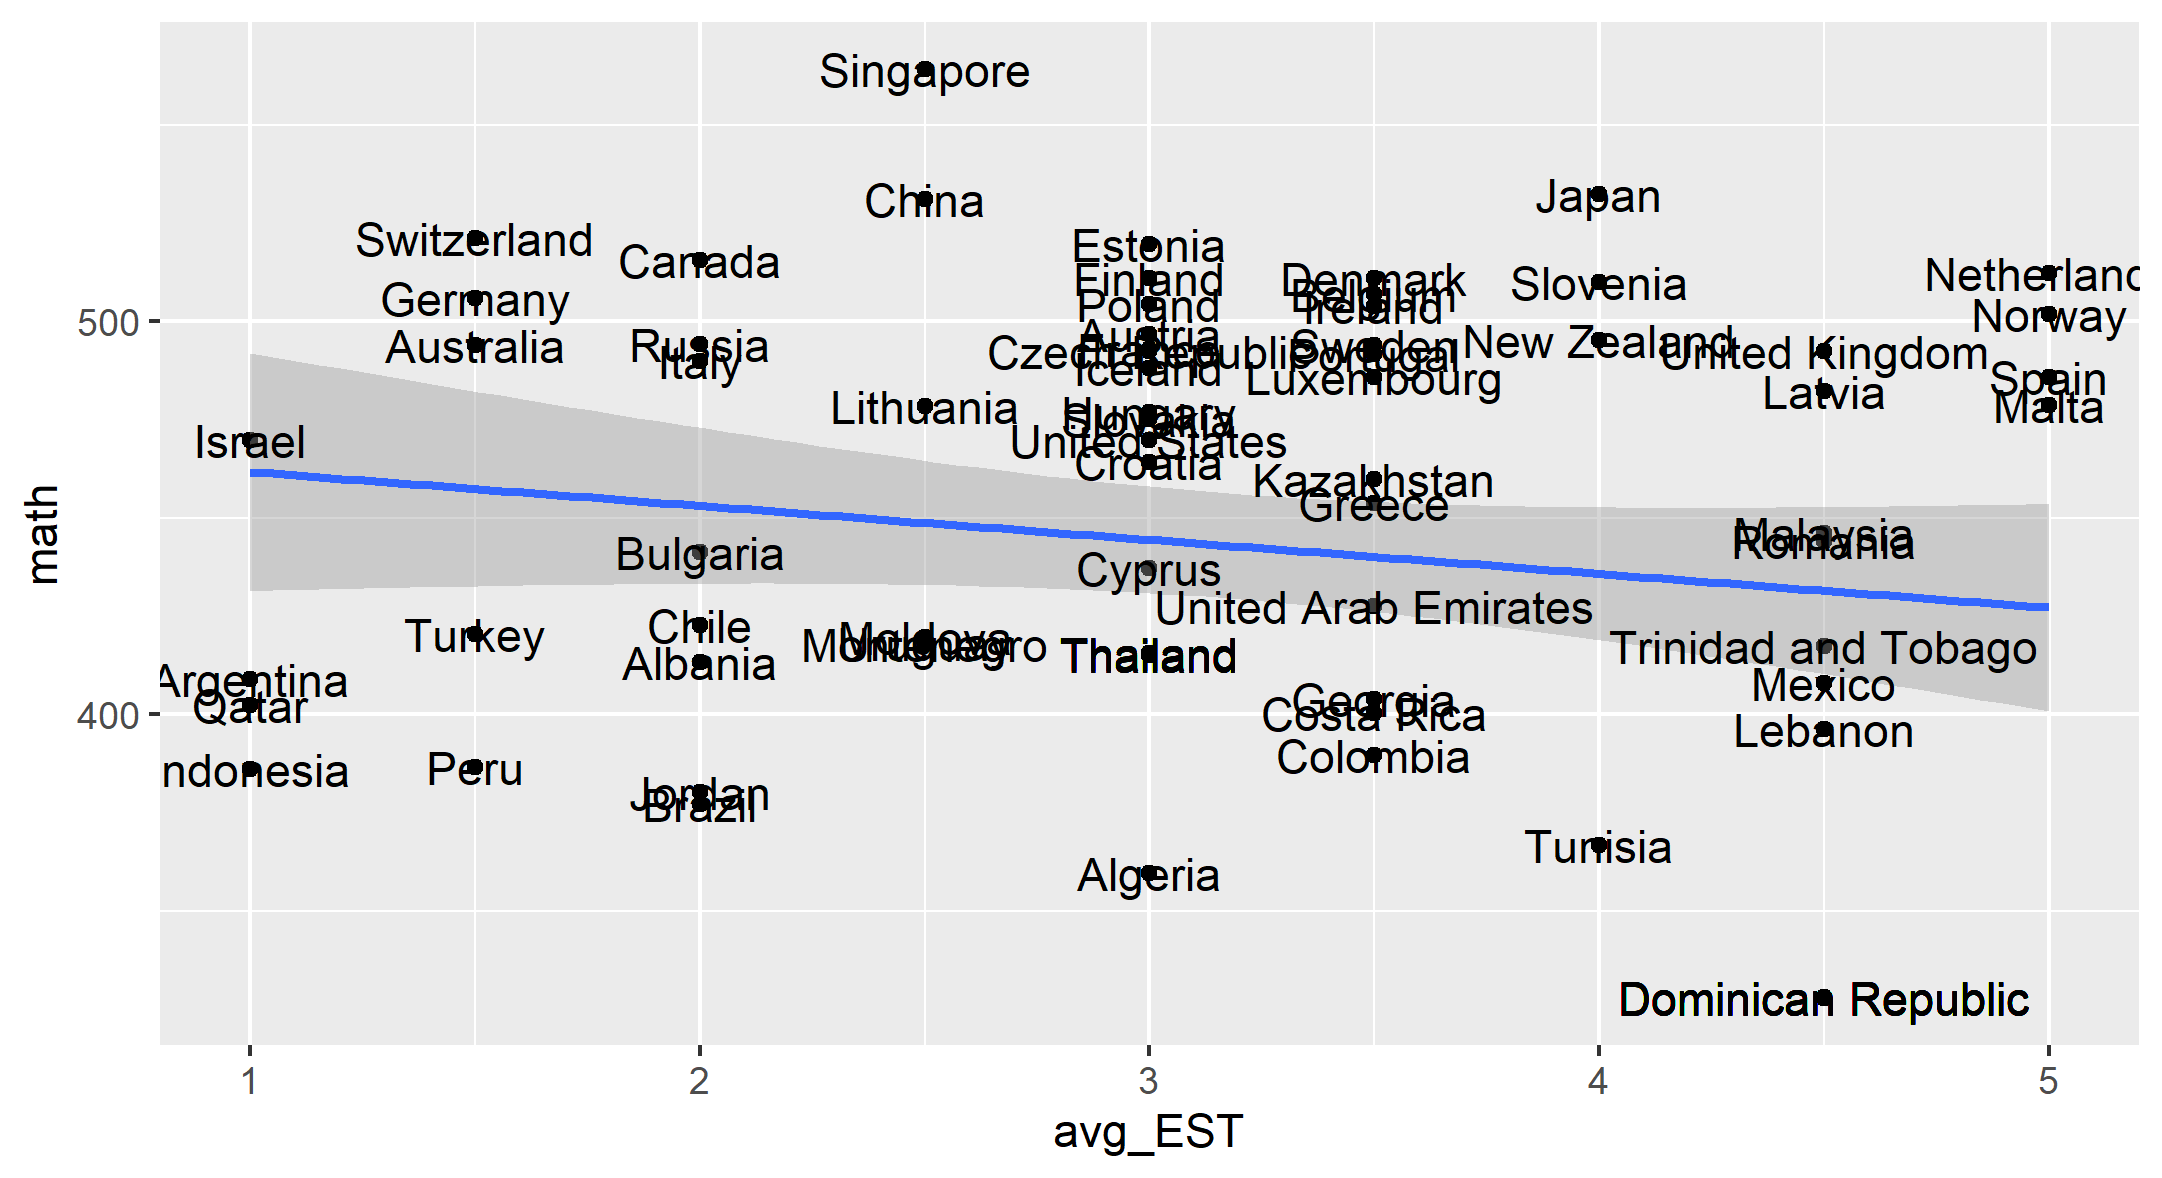 Singapore
China
Japan
Switzerland
Estonia
Canada
Netherland
Finland
Denmark
Slovenia
Germany
Belgium
Poland
Ireland
Norway
500
Austria
New Zealand
Russia
Australia
Sweden
Czech Republic
Portugal
United Kingdom
Italy
Iceland
Luxembourg
Spain
Latvia
Lithuania
Malta
Hungary
Slovakia
Israel
United States
Croatia
Kazakhstan
Greece
math
Malaysia
Romania
Bulgaria
Cyprus
United Arab Emirates
Chile
Turkey
Moldova
Montenegro
Thailand
Trinidad and Tobago
Albania
Argentina
Mexico
Georgia
Qatar
400
Costa Rica
Lebanon
Colombia
Peru
ndonesia
Jordan
Brazil
Tunisia
Algeria
Dominican Republic
1
2
3
4
5
avg_EST